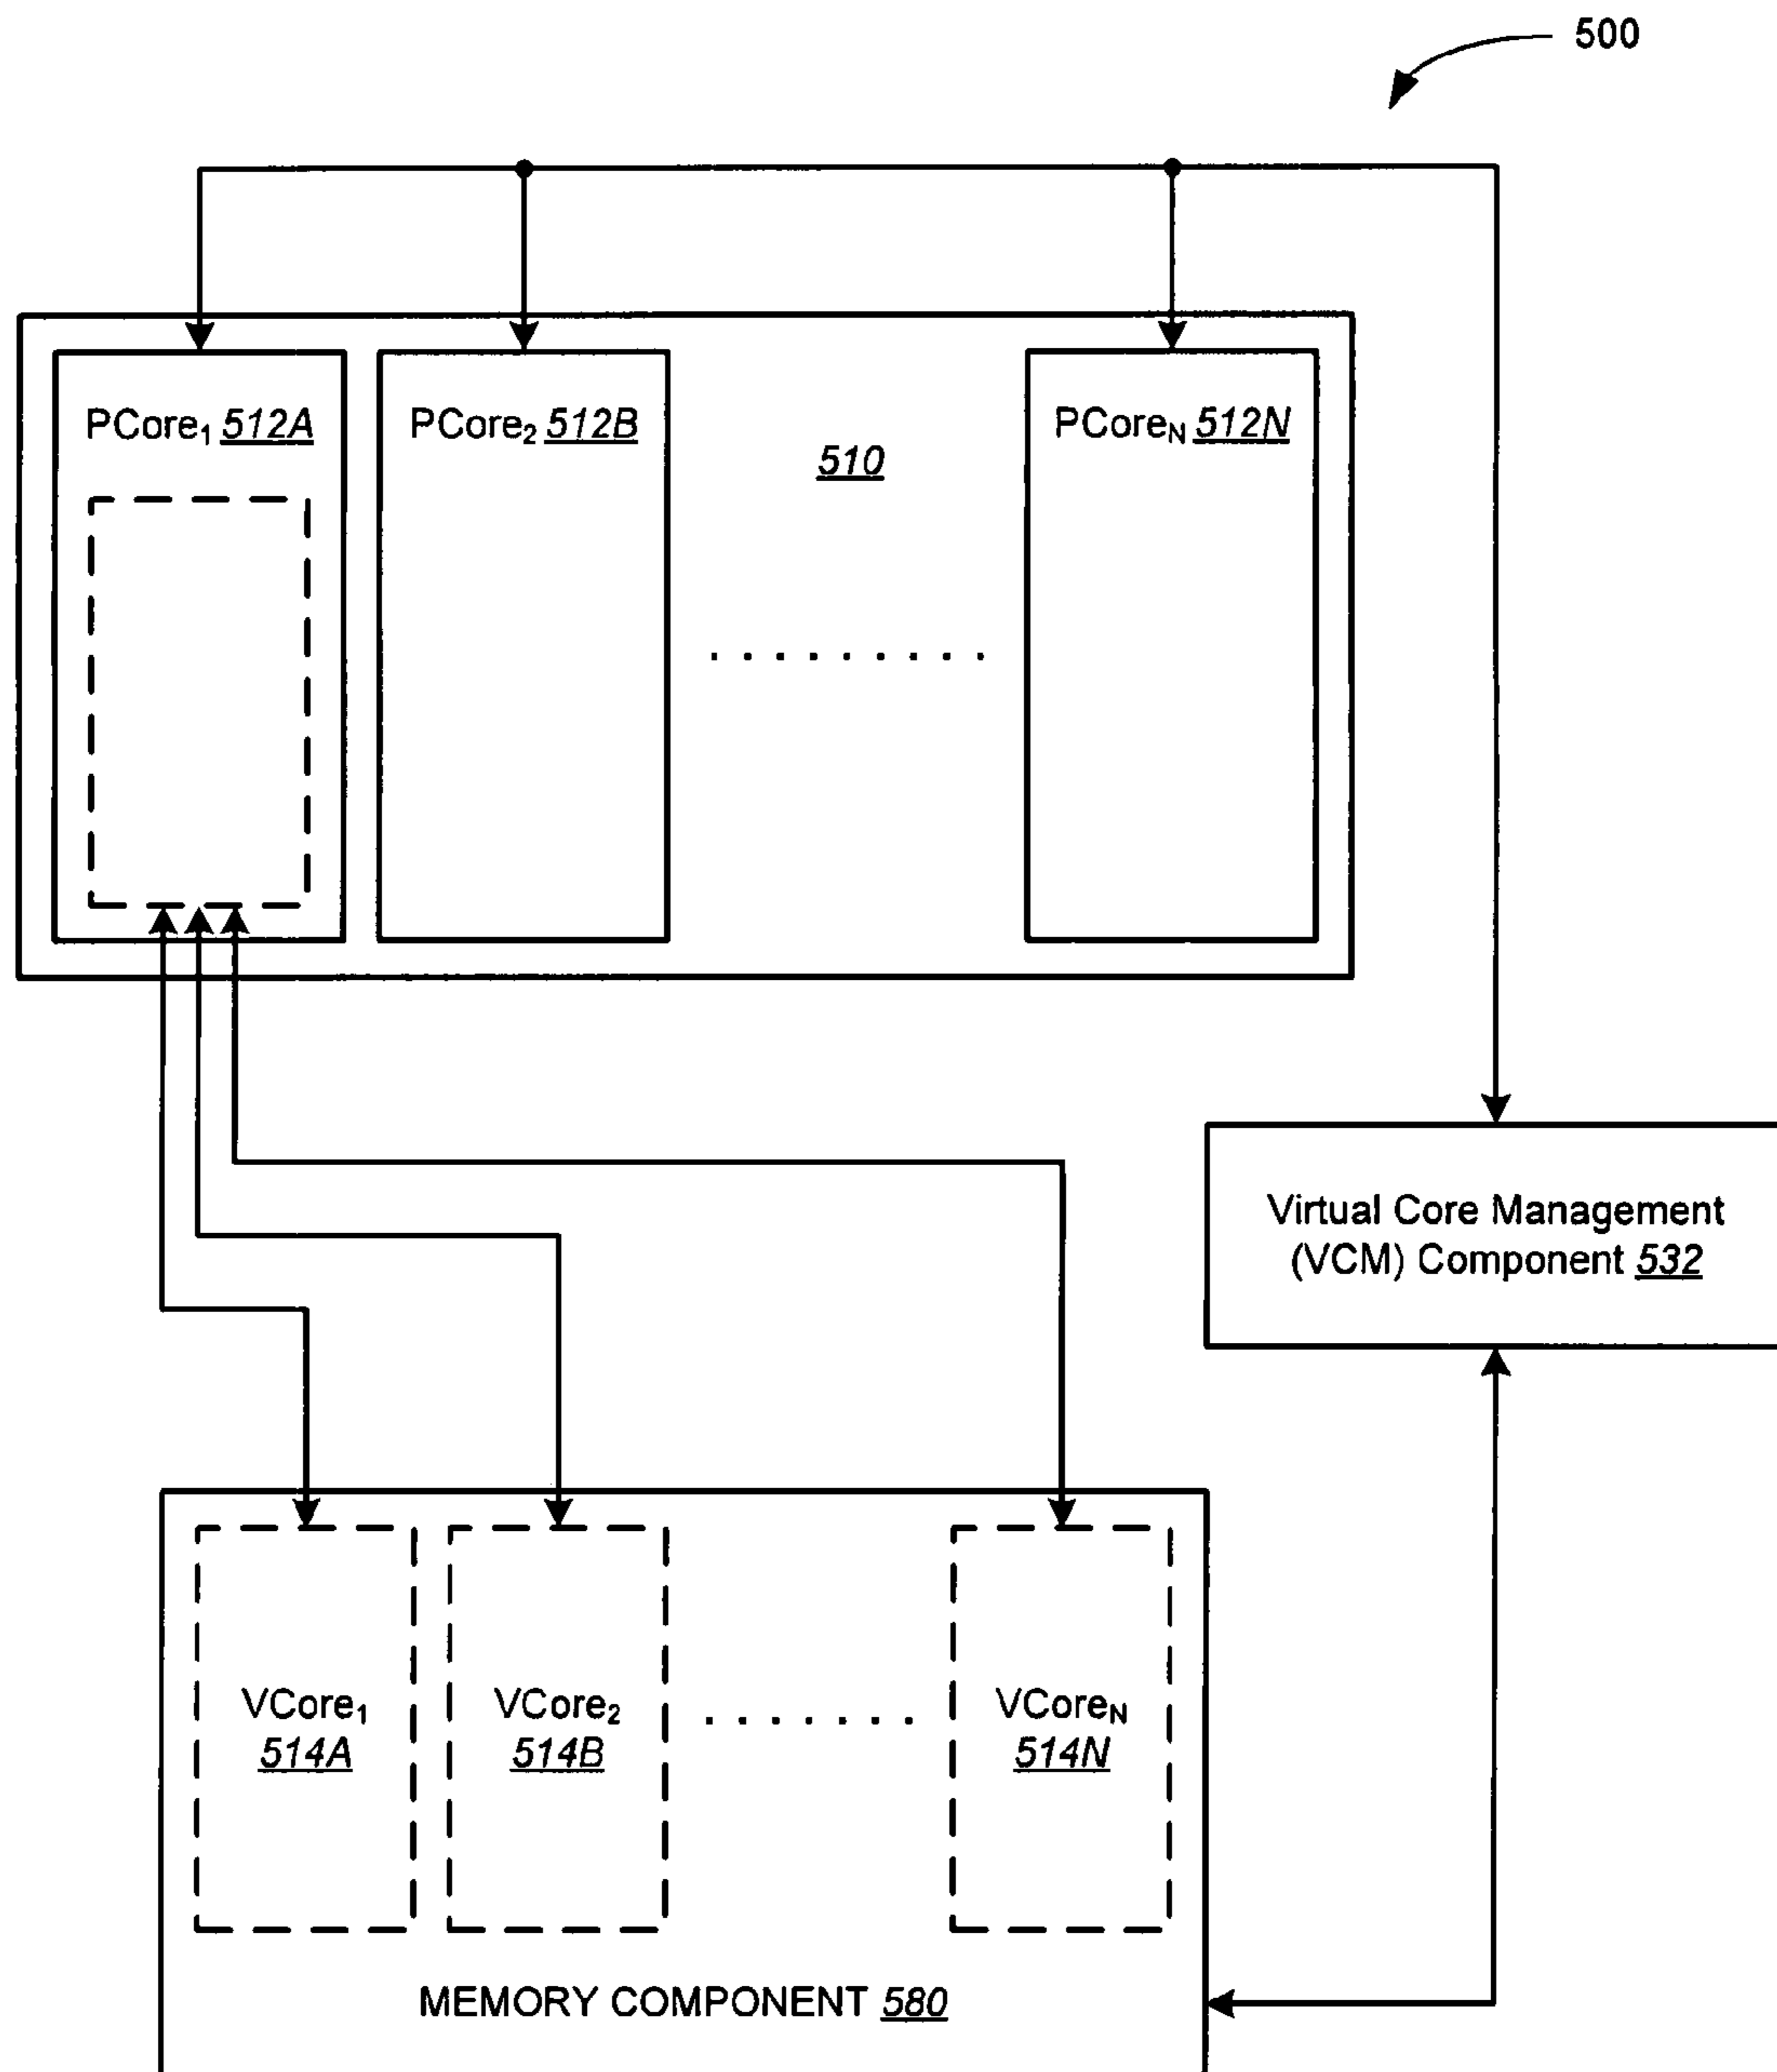 500
PCore₁ 512A
PCore₂ 512B
510
PCoreN 512N
Virtual Core Management
(VCM) Component 532
VCore₁
514A
VCore₂
514B
VCoreN
514N
MEMORY COMPONENT 580